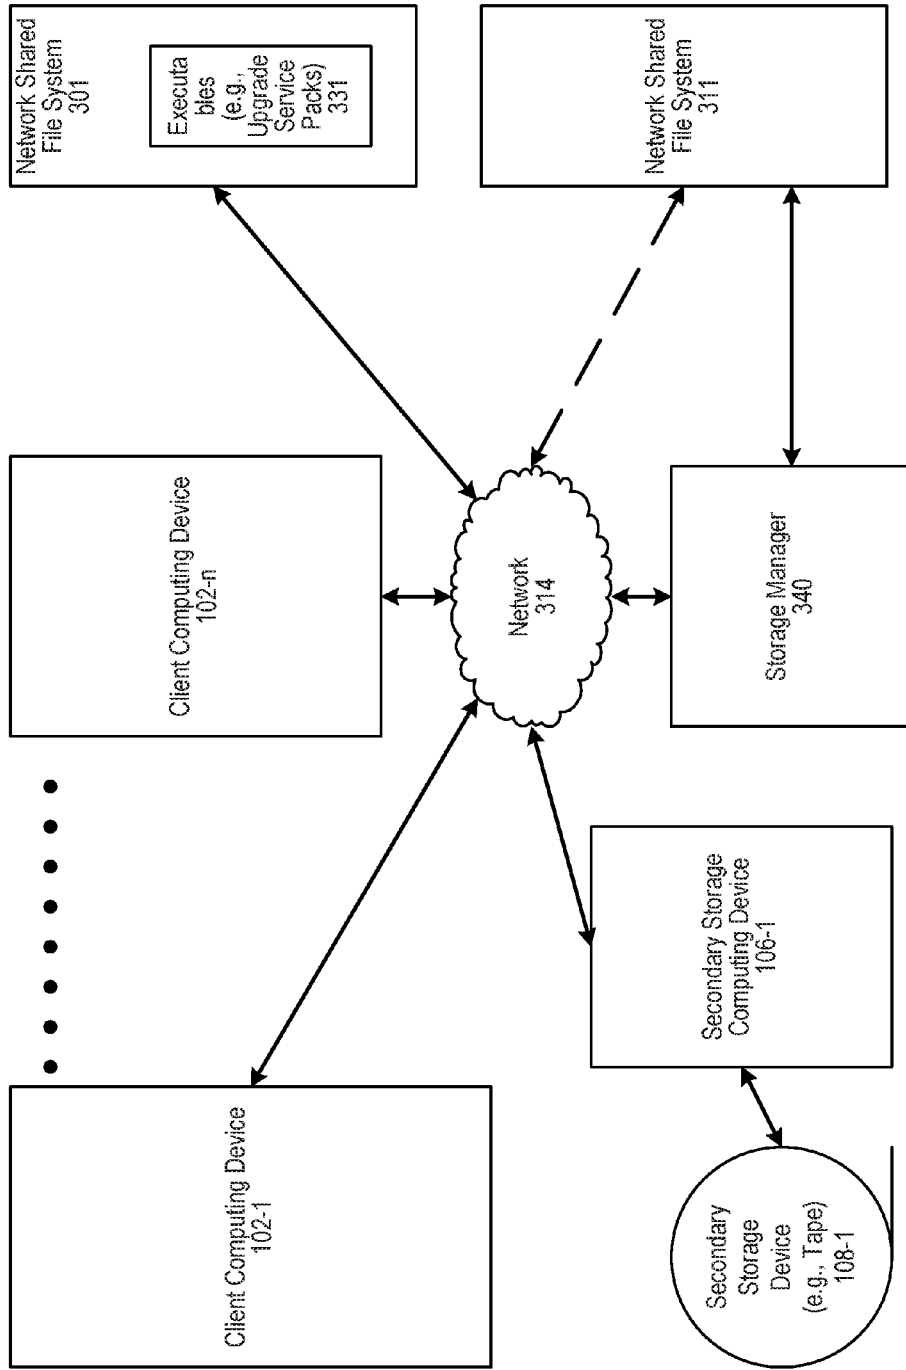 Client Computing Device
102-1
Client Computing Device
102-n
Network Shared
File System
301
Executa
bles
(e.g.,
Upgrade
Service
Packs)
331
Network
314
Secondary
Storage
Device
(e.g., Tape)
108-1
Secondary Storage
Computing Device
106-1
Storage Manager
340
Network Shared
File System
311